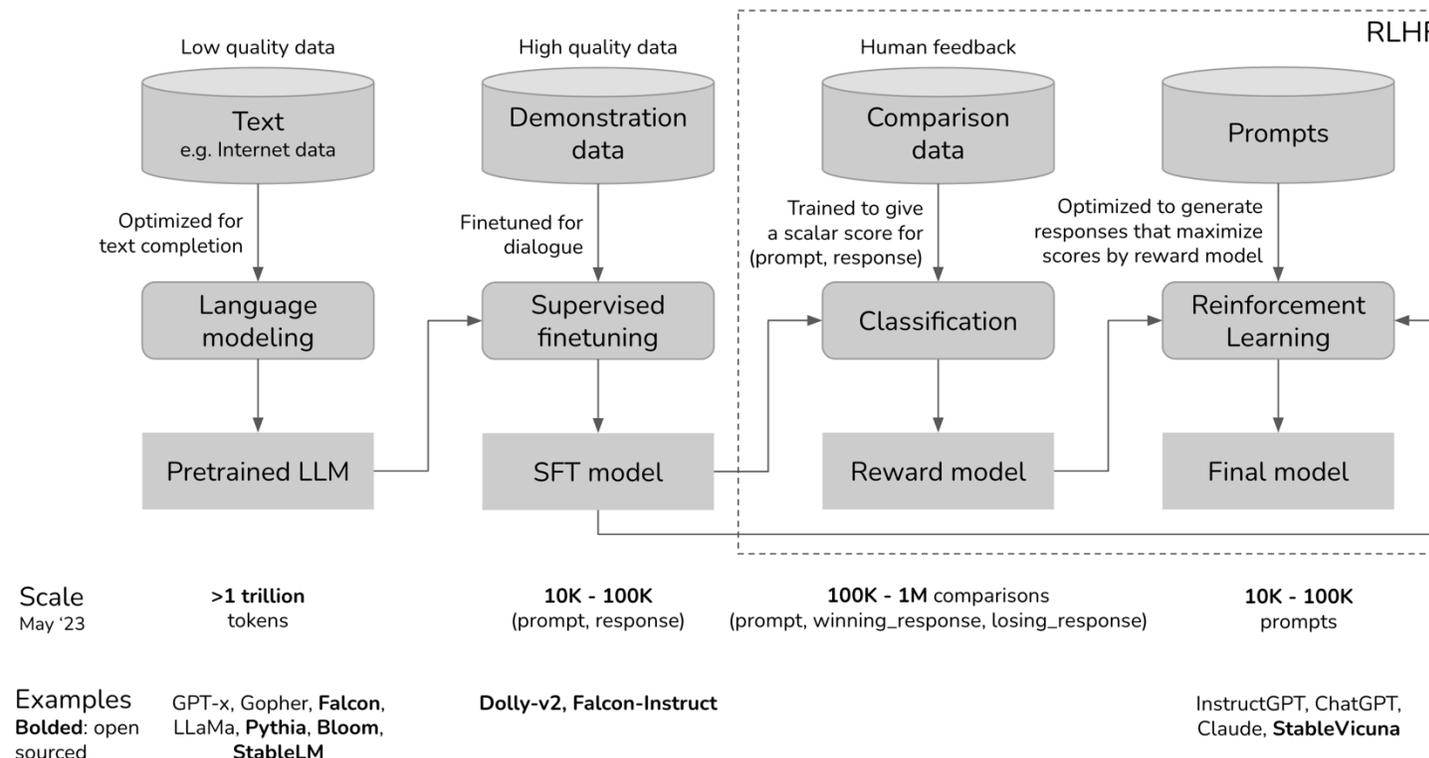 RLHF
Low quality data
High quality data
Human feedback
Text
e.g. Internet data
Demonstration
data
Comparison
data
Prompts
Optimized for
text completion
Finetuned for
dialogue
Trained to give
a scalar score for
(prompt, response)
Optimized to generate
responses that maximize
scores by reward model
Language
modeling
Supervised
finetuning
Classification
Reinforcement
Learning
Pretrained LLM
SFT model
Reward model
Final model
Scale
May ‘23
>1 trillion
tokens
10K - 100K
(prompt, response)
100K - 1M comparisons
(prompt, winning_response, losing_response)
10K - 100K
prompts
Examples
Bolded: open
sourced
GPT-x, Gopher, Falcon,
LLaMa, Pythia, Bloom,
StableLM
Dolly-v2, Falcon-Instruct
InstructGPT, ChatGPT,
Claude, StableVicuna